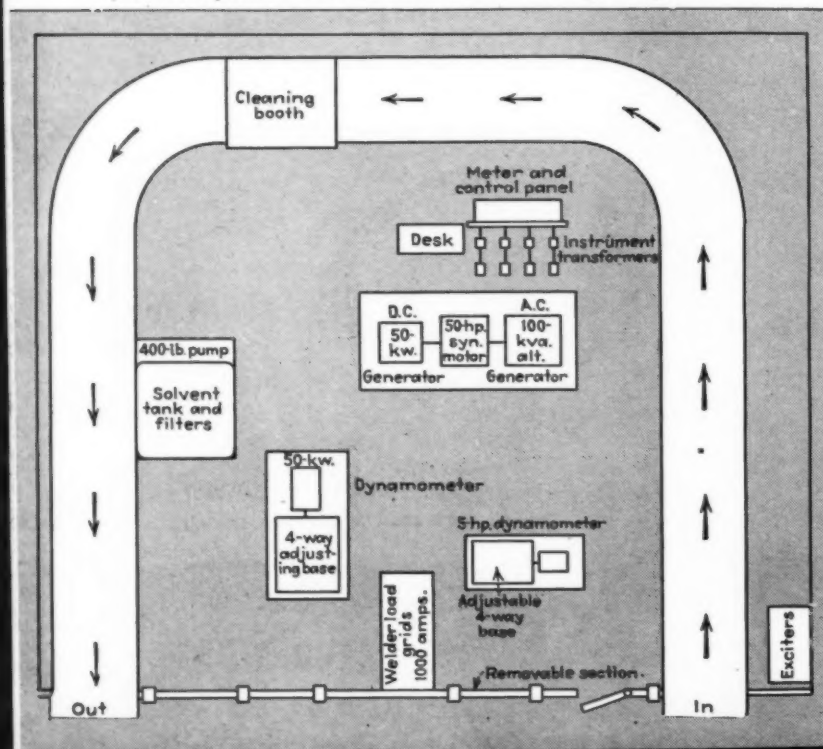 Cleaning
booth
Meter and
control panel
Desk
Instrument
transformers
D.C.
50-
kw.
Generator
50-hp.
syn.
motor
A.C.
100-
kva.
alt.
Generator
400-lb. pump
Solvent
tank and
filters
50-kw.
Dynamometer
4-way
adjust-
ing base
5-hp. dynamometer
Adjustable
4-way
base
Welder load
grids
1000 amps.
Removable section
Exciters
Out
In